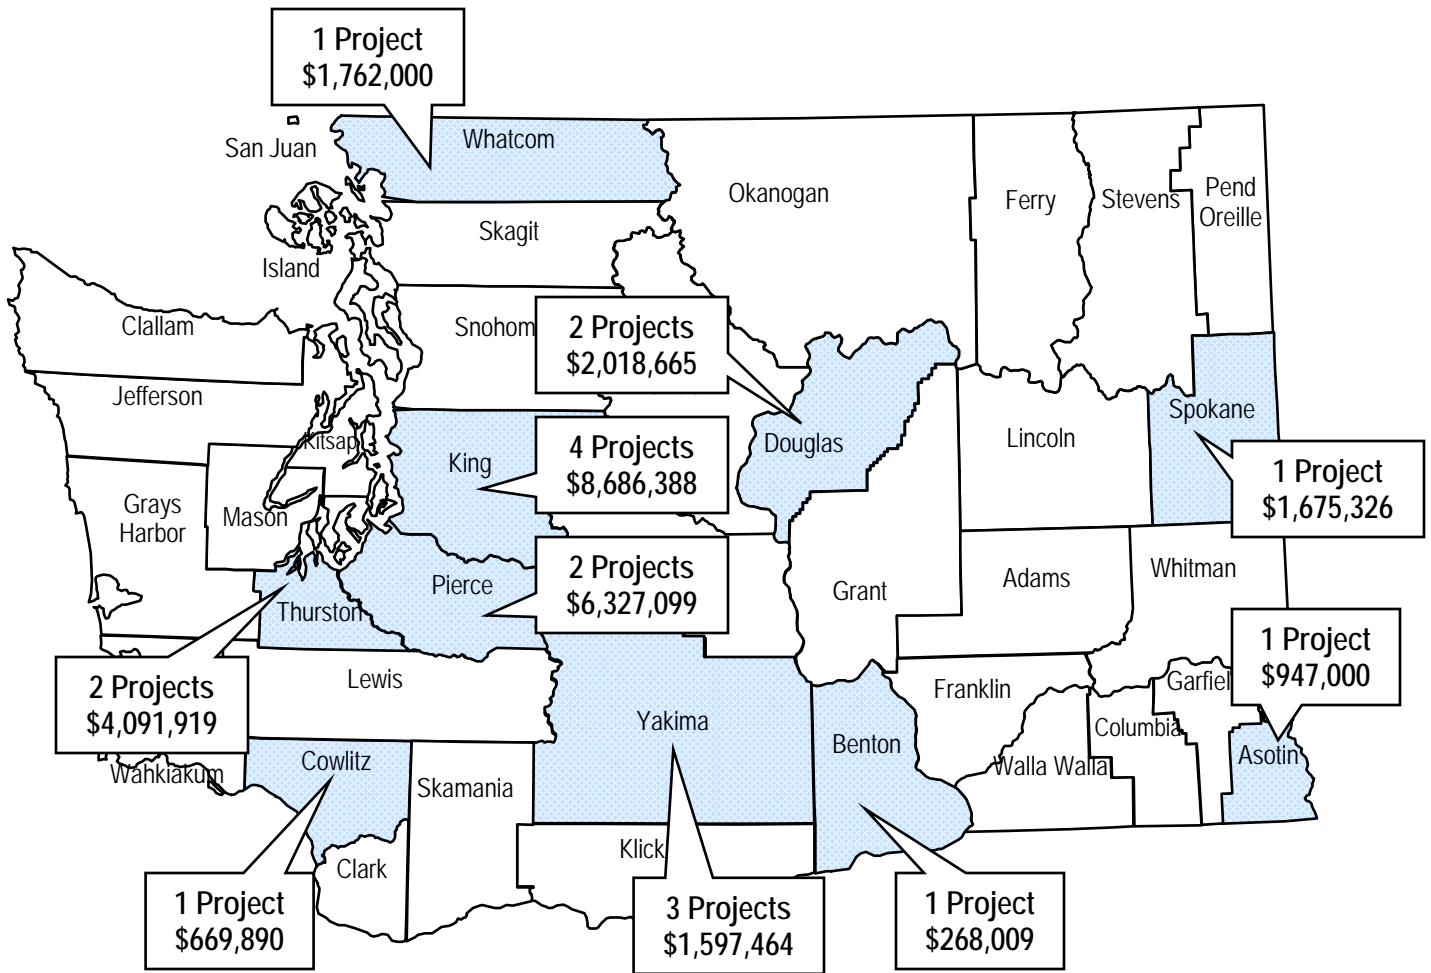 1 Project
$1,762,000
San Juan
Whatcom
Okanogan
Ferry
Stevens
Pend
Oreille
Skagit
Island
Clallam
Snohom
2 Projects
$2,018,665
Jefferson
Kitsap
King
4 Projects
$8,686,388
Douglas
Lincoln
Spokane
1 Project
$1,675,326
Grays
Harbor
Mason
Thurston
Pierce
2 Projects
$6,327,099
Grant
Adams
Whitman
1 Project
$947,000
2 Projects
$4,091,919
Lewis
Yakima
Benton
Franklin
Garfiel
Columbia
Walla Walla
Asotin
Wahkiakum
Cowlitz
Skamania
Clark
Klick
1 Project
$669,890
3 Projects
$1,597,464
1 Project
$268,009